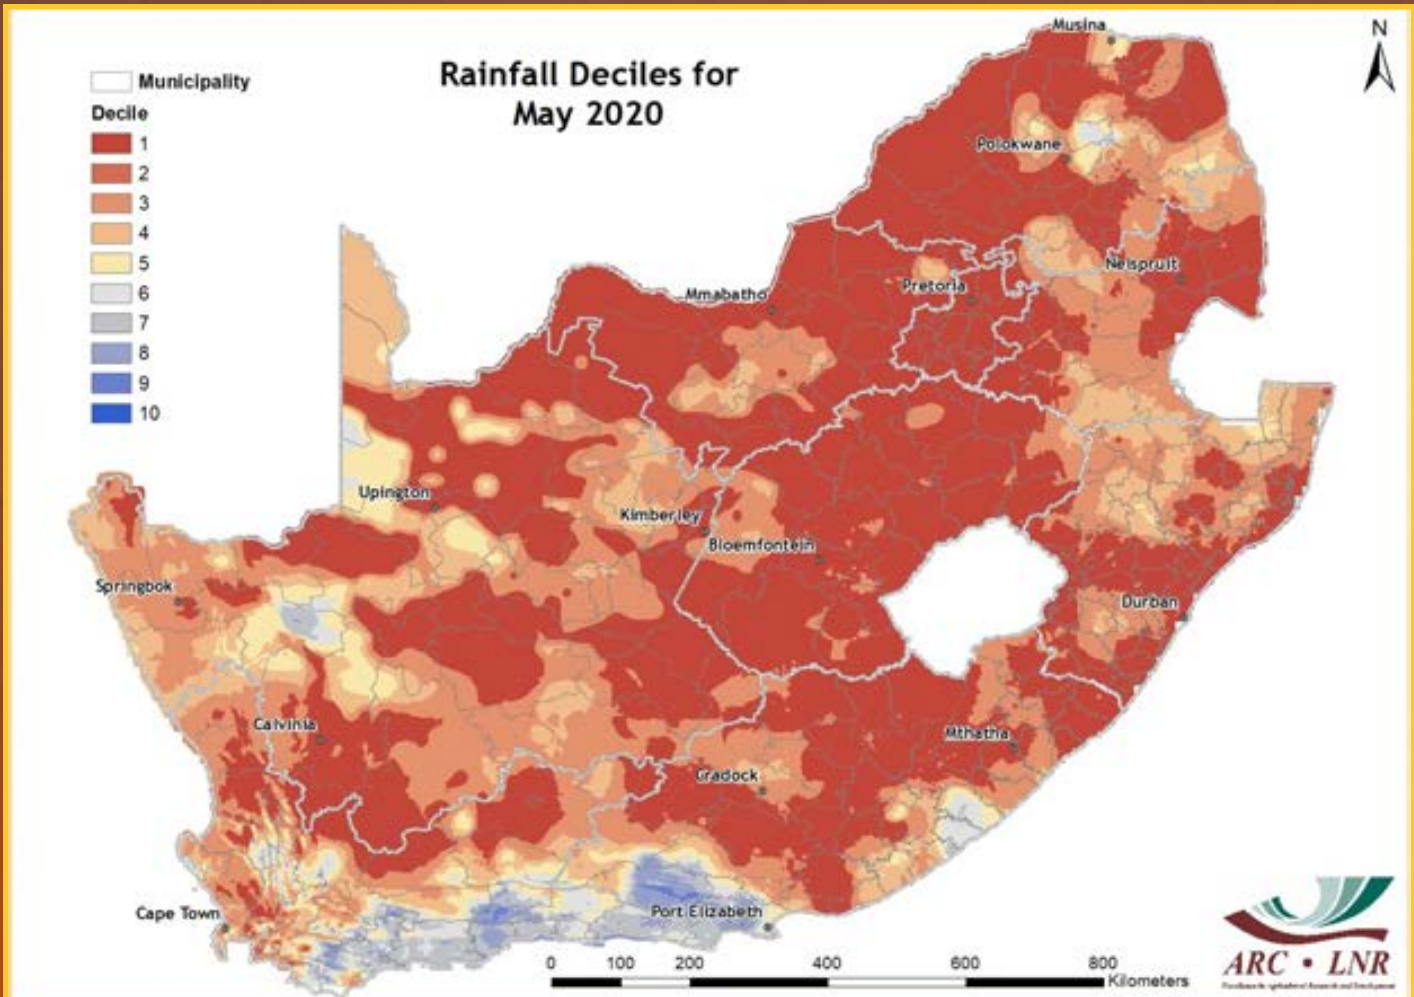 Rainfall Deciles for
May 2020
N
Municipality
Decile
1
2
3
4
5
6
7
8
9
10
Musina
Polokwane
Nelspruit
Pretoria
Mmabatho
Upington
Kimberley
Bloemfontein
Springbok
Durban
Calvinia
Mthatha
Cradock
Cape Town
Port Elizabeth
0 100 200 400 600 800
Kilometers
ARC • LNR